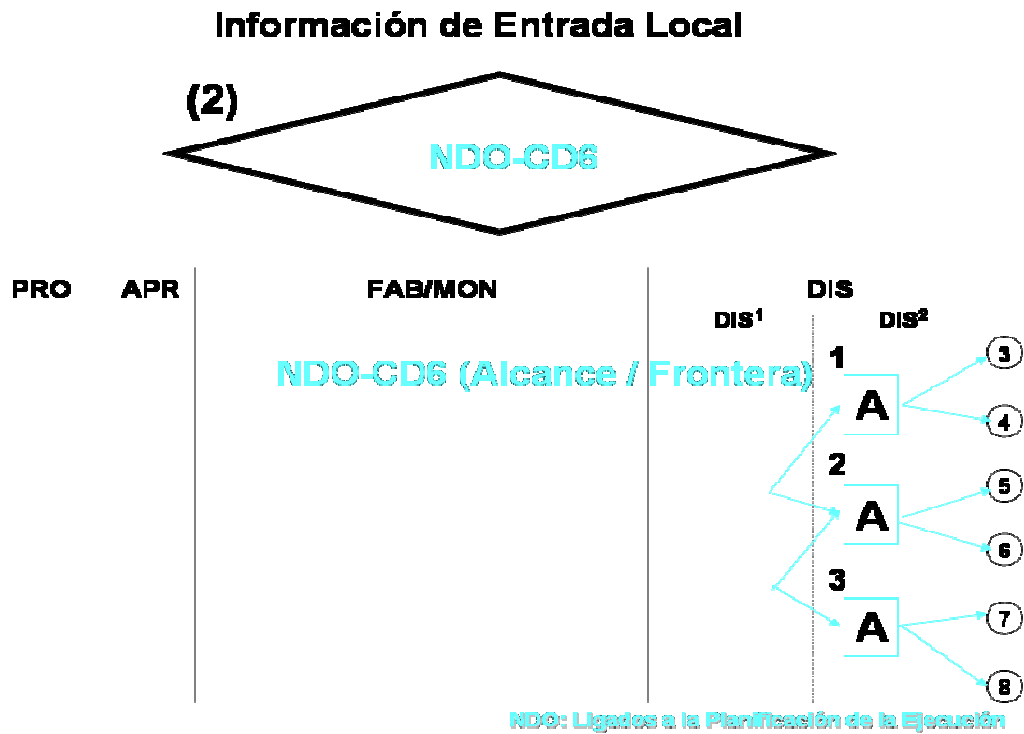 Información de Entrada Local
(2)
NDO-CD6
PRO APR FAB/MON DIS
DIS¹ DIS²
NDO-CD6 (Alcance / Frontera)
1
3
A
4
2
5
A
6
3
7
A
8
NDO: Ligados a la Planificación de la Ejecución